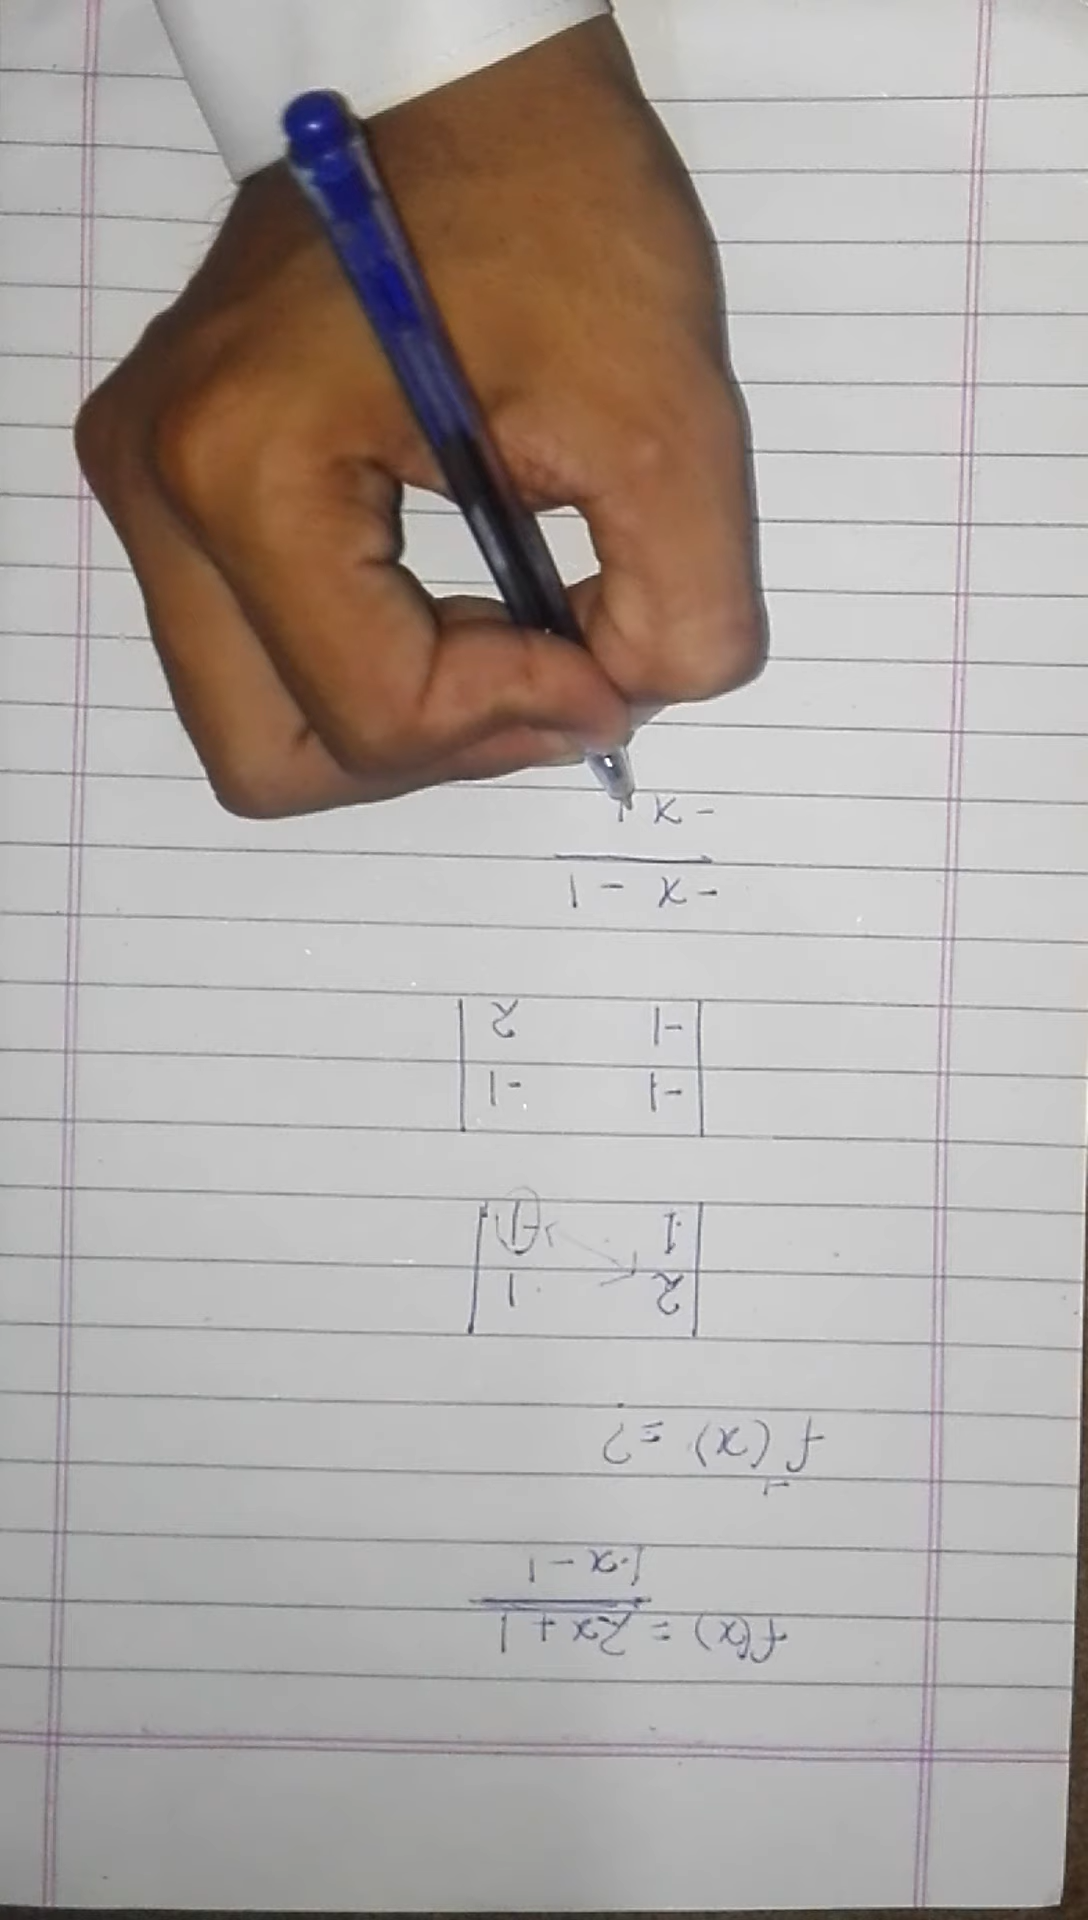 f(x) = 2x + 1
1·x - 1
f⁻¹(x) = ?
2 1
1 -1
-1 -1
-1 2
-x - 1
-x